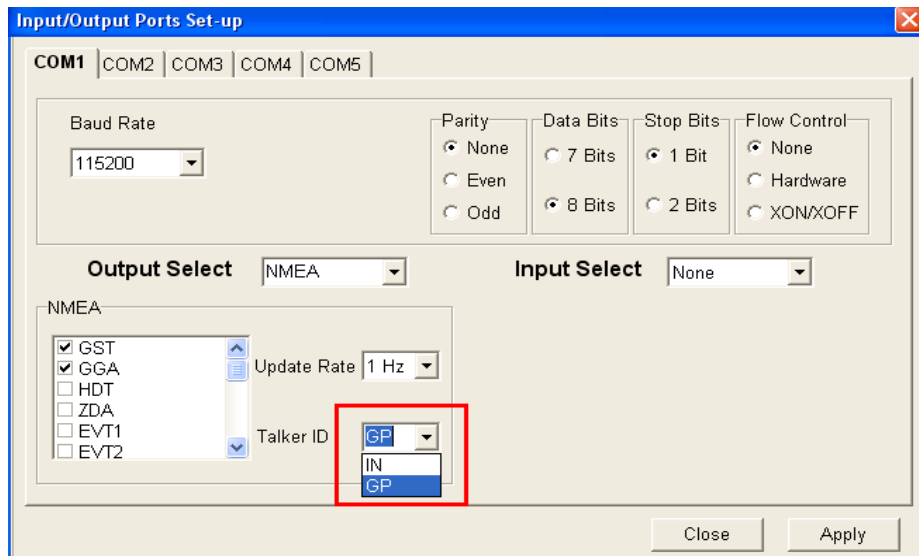 Input/Output Ports Set-up
COM1 COM2 COM3 COM4 COM5
Baud Rate
115200
Parity
None
Even
Odd
Data Bits
7 Bits
8 Bits
Stop Bits
1 Bit
2 Bits
Flow Control
None
Hardware
XON/XOFF
Output Select
NMEA
Input Select
None
NMEA
GST
GGA
HDT
ZDA
EVT1
EVT2
Update Rate
1 Hz
Talker ID
GP
IN
GP
Close
Apply